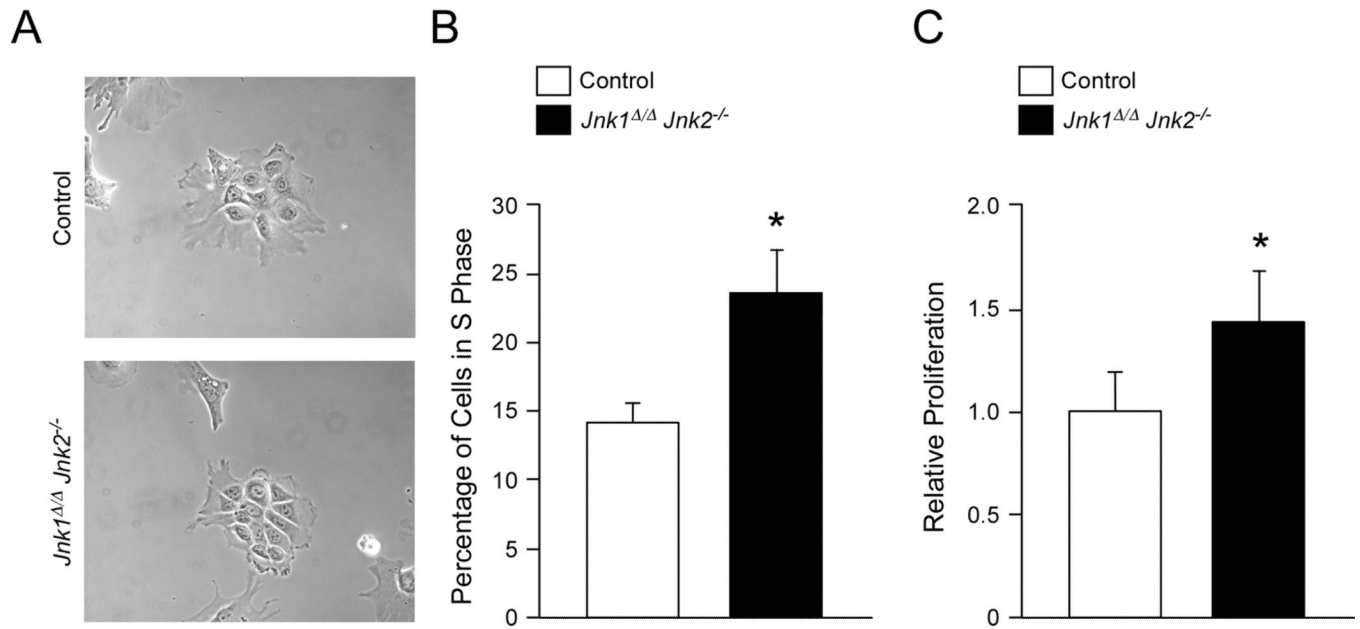 A
Control
Jnk1Δ/Δ Jnk2-/-
B
Control
Jnk1Δ/Δ Jnk2-/-
Percentage of Cells in S Phase
30
25
20
15
10
5
0
*
C
Control
Jnk1Δ/Δ Jnk2-/-
Relative Proliferation
2.0
1.5
1.0
0.5
0
*